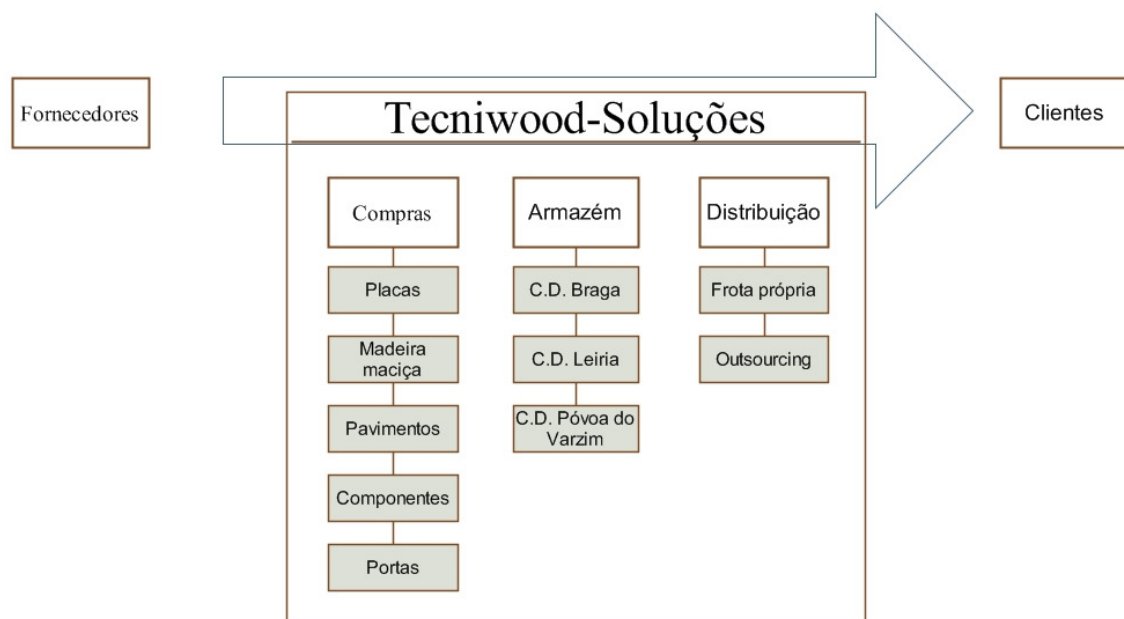 Fornecedores
Tecniwood-Soluções
Clientes
Compras
Placas
Madeira
maciça
Pavimentos
Componentes
Portas
Armazém
C.D. Braga
C.D. Leiria
C.D. Póvoa do
Varzim
Distribuição
Frota própria
Outsourcing